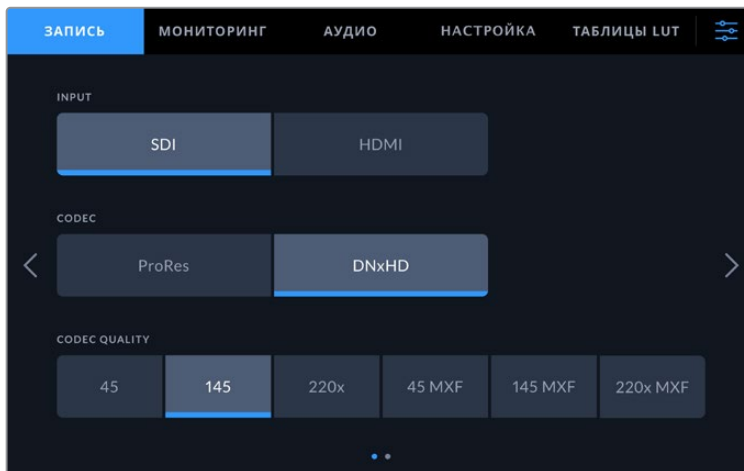 ЗАПИСЬ МОНИТОРИНГ АУДИО НАСТРОЙКА ТАБЛИЦЫ LUT
INPUT
SDI HDMI
CODEC
ProRes DNxHD
CODEC QUALITY
45 145 220x 45 MXF 145 MXF 220x MXF